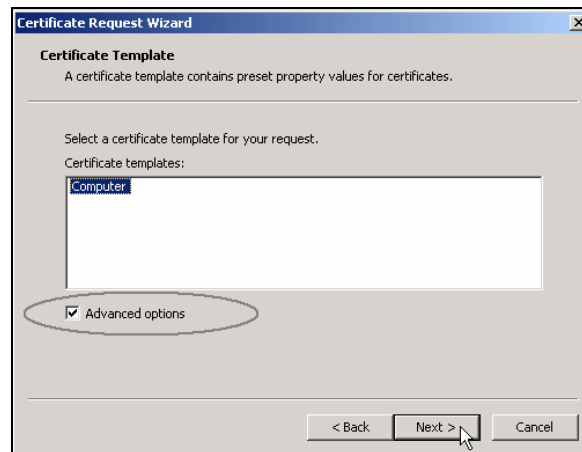 Certificate Request Wizard
Certificate Template
A certificate template contains preset property values for certificates.
Select a certificate template for your request.
Certificate templates:
Computer
Advanced options
< Back
Next >
Cancel